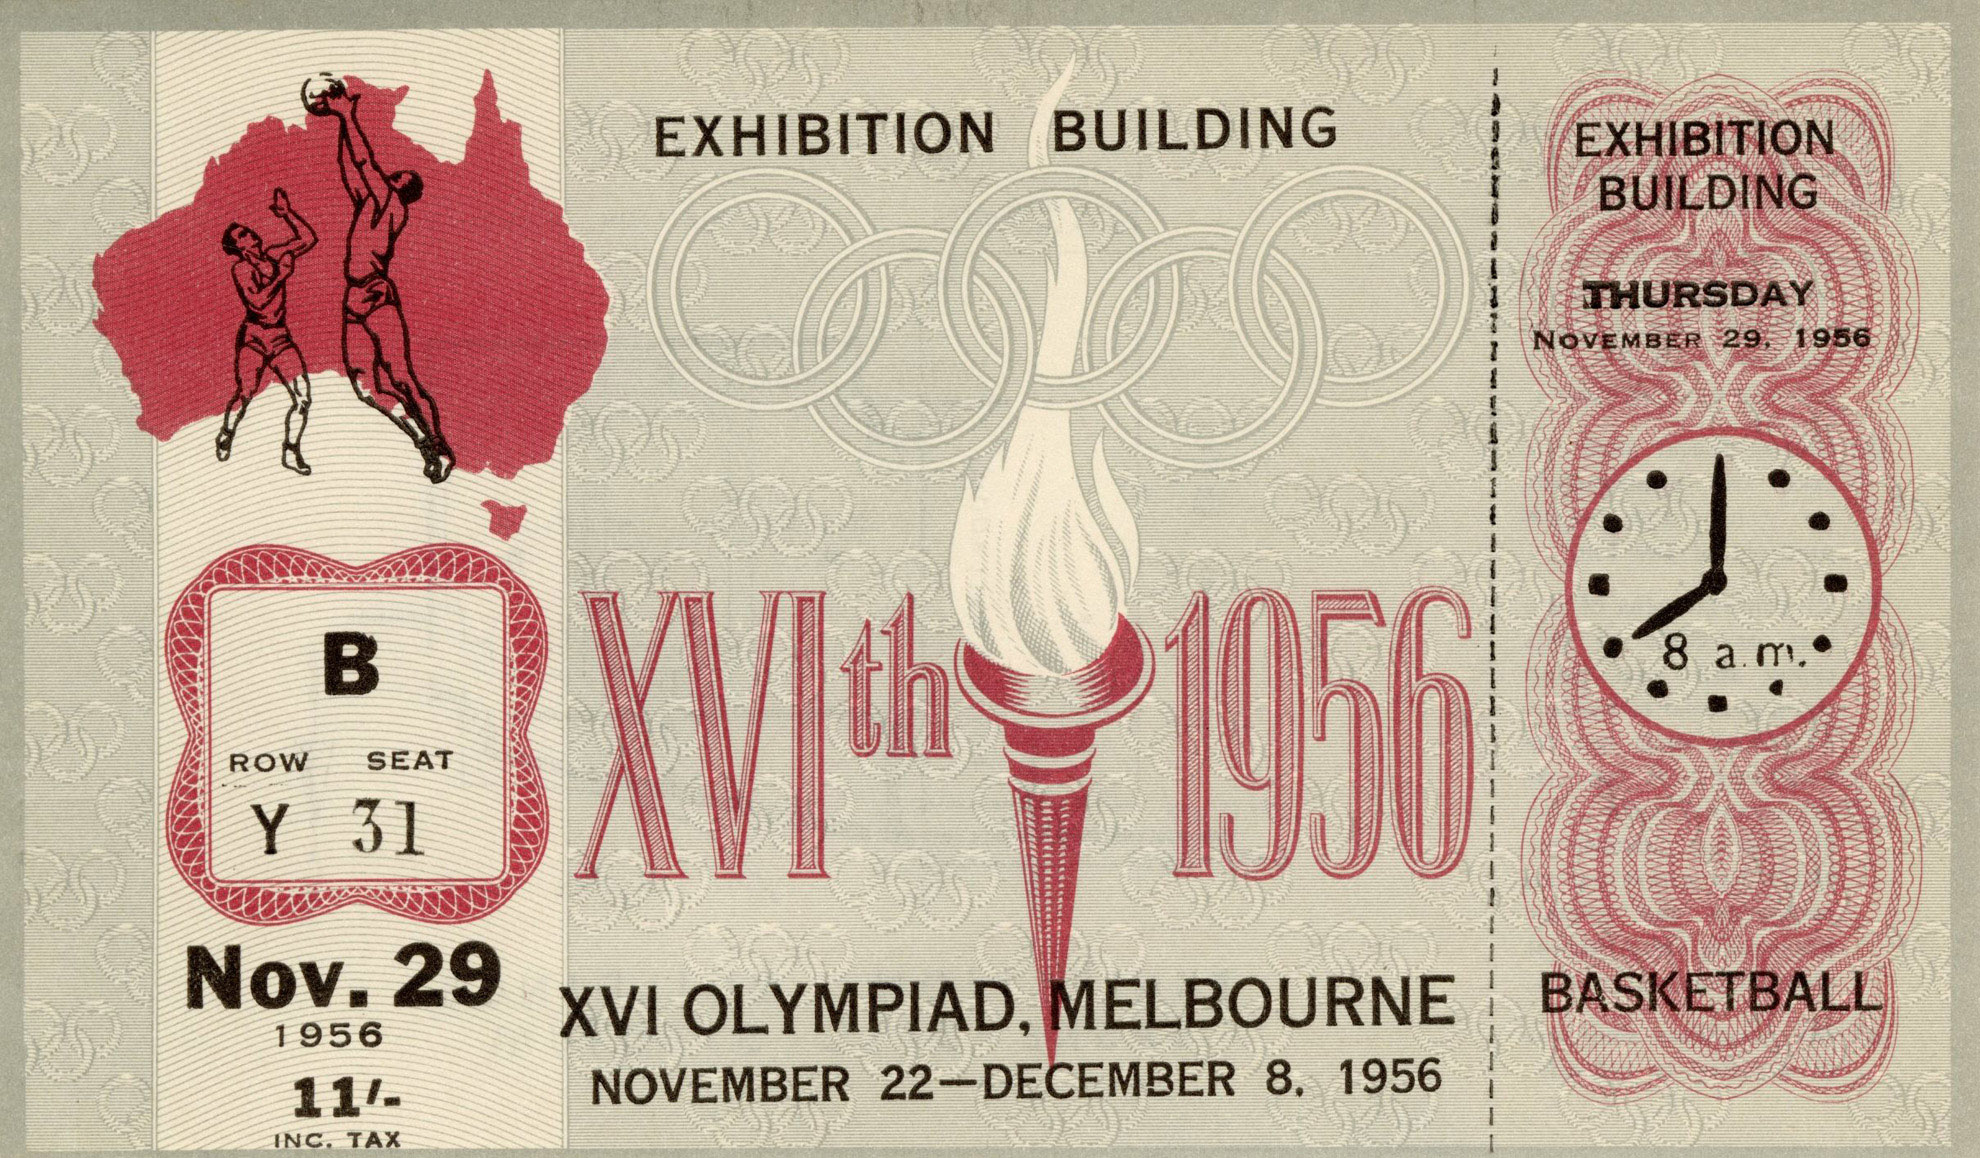 EXHIBITION BUILDING
XVIth 1956
XVI OLYMPIAD, MELBOURNE
NOVEMBER 22—DECEMBER 8, 1956
B
ROW SEAT
Y 31
Nov. 29
1956
11/-
INC. TAX
EXHIBITION
BUILDING
THURSDAY
NOVEMBER 29, 1956
8 a.m.
BASKETBALL